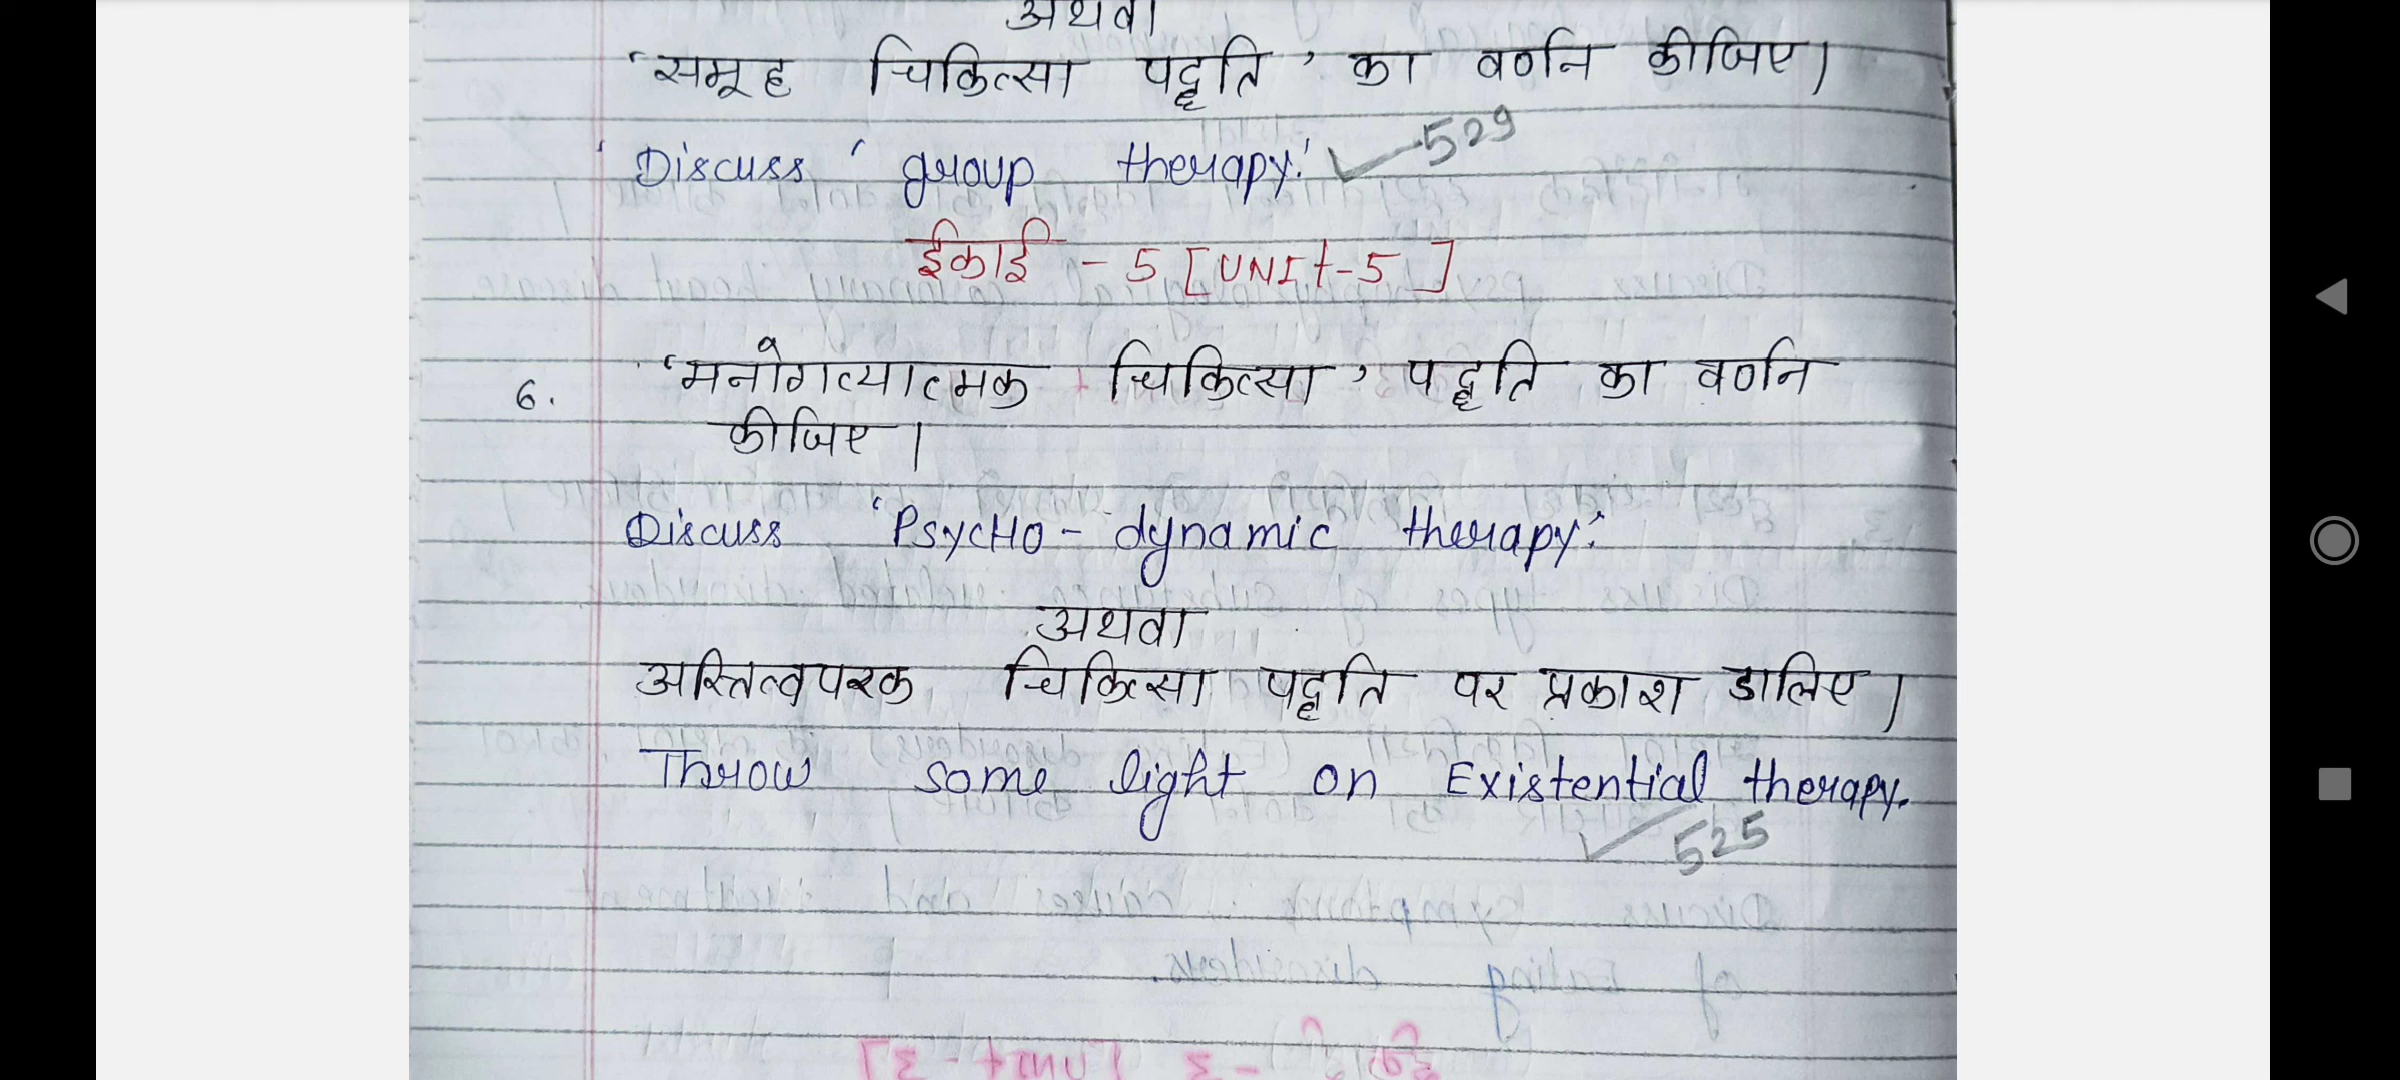 अथवा
'समूह चिकित्सा पद्धति' का वर्णन कीजिए।
Discuss 'group therapy.' 529
ईकाई - 5 [UNIT-5]
6. 'मनोगत्यात्मक चिकित्सा' पद्धति का वर्णन
कीजिए।
Discuss 'PsycHo-dynamic therapy.'
अथवा
अस्तित्वपरक चिकित्सा पद्धति पर प्रकाश डालिए।
Throw some light on Existential therapy.
525